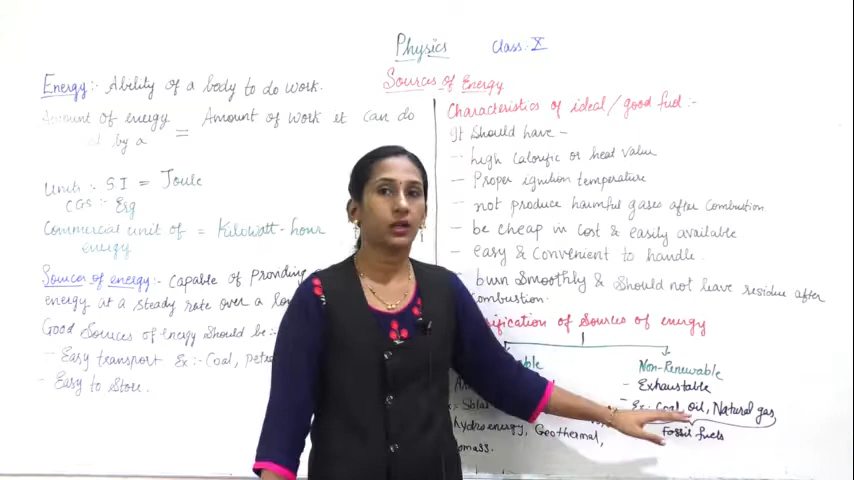 Physics Class: X
Sources of Energy
Energy:- Ability of a body to do work.
Amount of energy = Amount of work it can do
by a
Units:- SI = Joule
CGS:- Erg
Commercial unit of energy = Kilowatt-hour
Sources of energy:- Capable of providing
energy at a steady rate over a
Good Sources of energy should be:-
- Easy transport Ex:- Coal,
- Easy to store.
Characteristics of ideal/good fuel:-
It should have -
- high calorific or heat value
- Proper ignition temperature
- not produce harmful gases after combustion
- be cheap in cost & easily available
- easy & convenient to handle.
- burn smoothly & should not leave residue after
combustion.
of sources of energy
Non-Renewable
- Exhaustable
- Ex:- Coal, oil, Natural gas
Fossil fuels
hydroenergy, Geothermal,